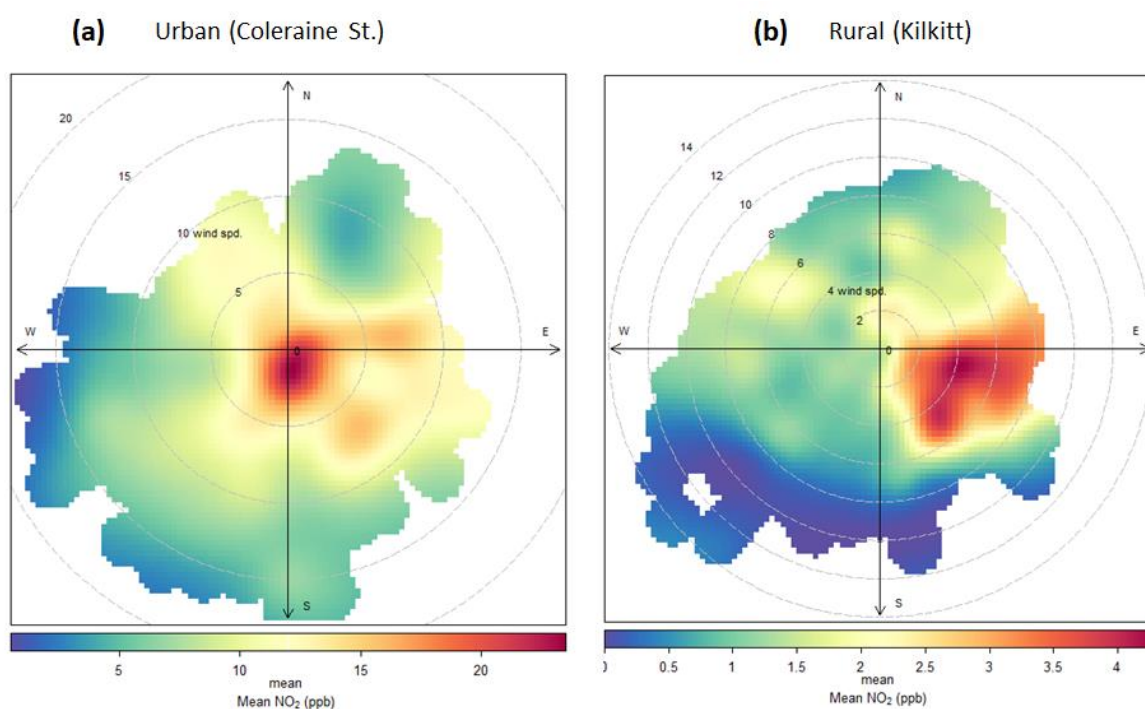 (a) Urban (Coleraine St.)
(b) Rural (Kilkitt)
N
20
15
10 wind spd.
5
W
0
E
S
5
10
15
20
mean
Mean NO₂ (ppb)
N
14
12
10
8
6
4 wind spd.
2
W
0
E
S
0
0.5
1
1.5
2
2.5
3
3.5
4
mean
Mean NO₂ (ppb)